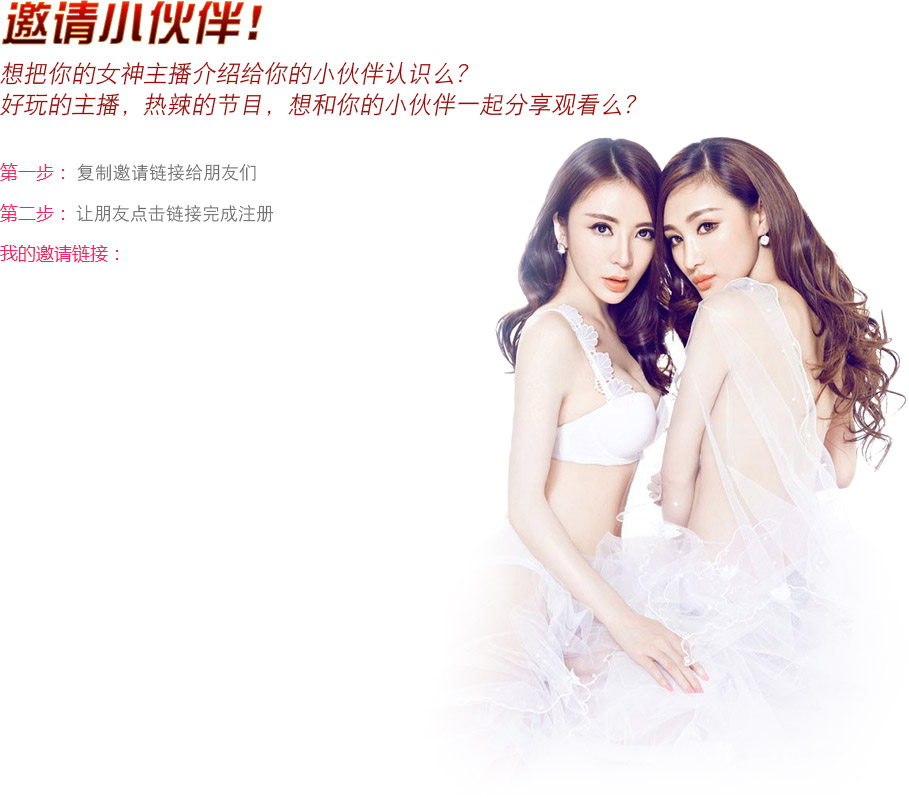 邀请小伙伴!
想把你的女神主播介绍给你的小伙伴认识么?
好玩的主播，热辣的节目，想和你的小伙伴一起分享观看么?
第一步： 复制邀请链接给朋友们
第二步： 让朋友点击链接完成注册
我的邀请链接：